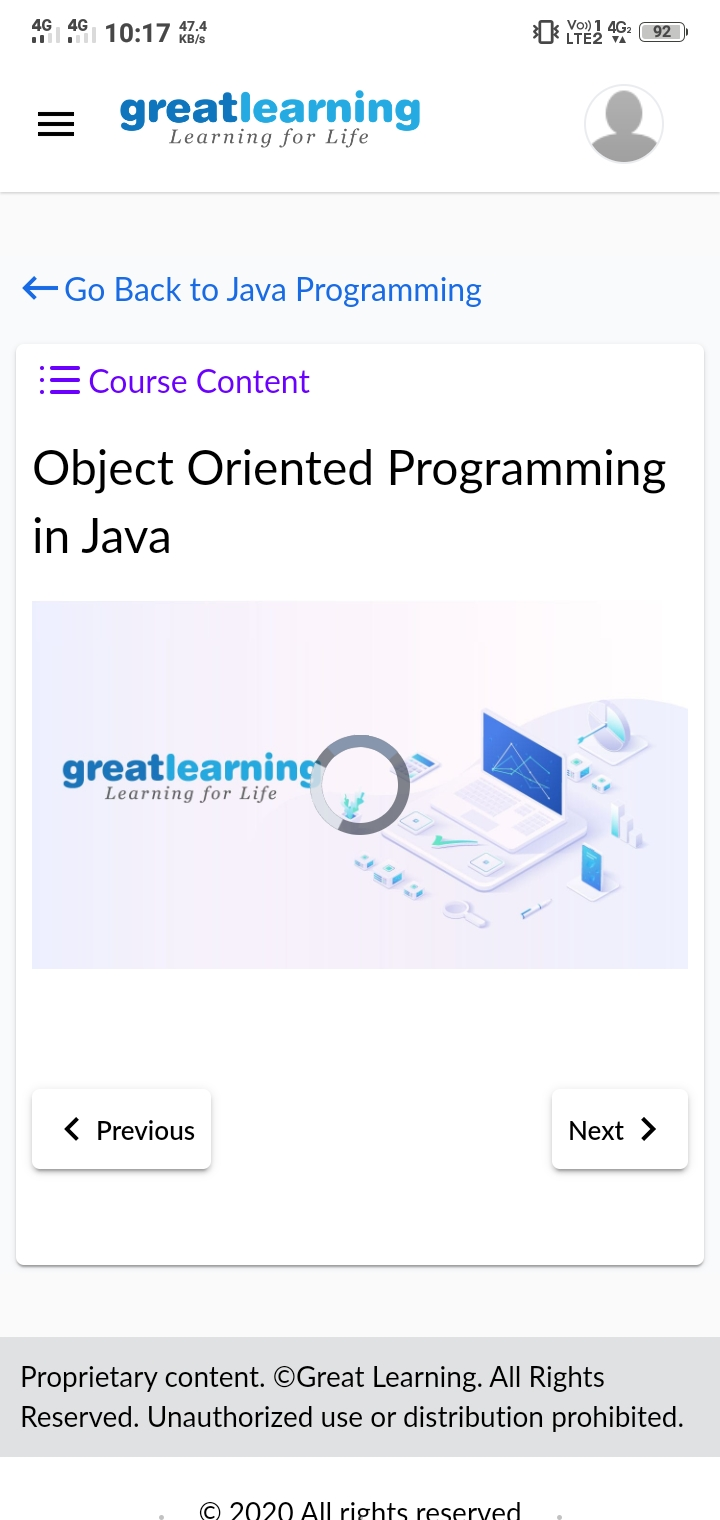 4G 4G 10:17 47.4 KB/s Vo)) 1 LTE2 4G2 92
greatlearning
Learning for Life
Go Back to Java Programming
Course Content
Object Oriented Programming
in Java
greatlearning
Learning for Life
Previous Next
Proprietary content. ©Great Learning. All Rights
Reserved. Unauthorized use or distribution prohibited.
© 2020 All rights reserved